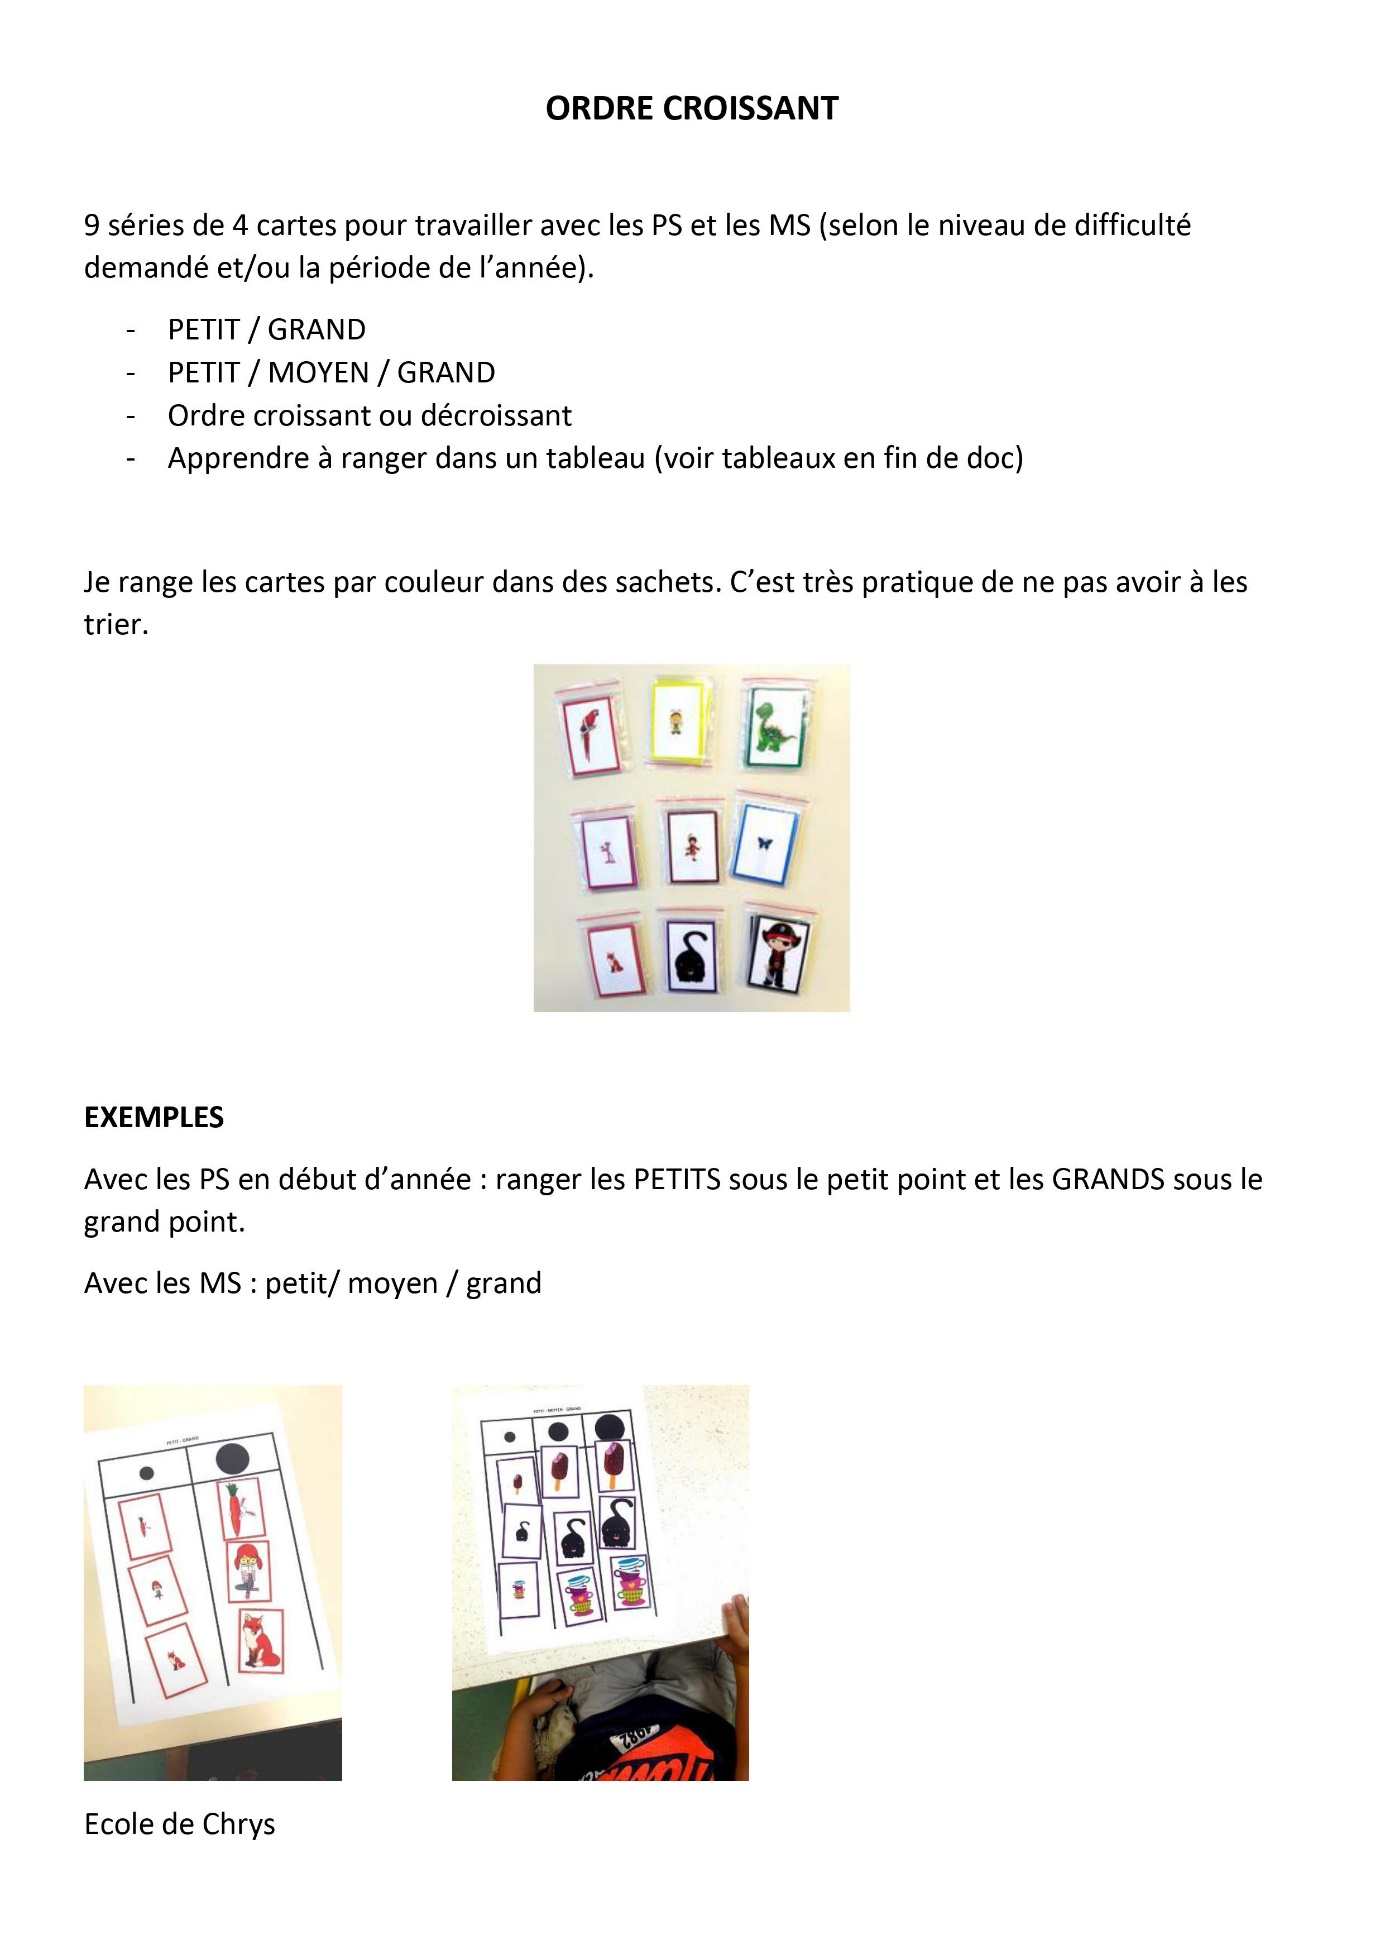 ORDRE CROISSANT
9 séries de 4 cartes pour travailler avec les PS et les MS (selon le niveau de difficulté
demandé et/ou la période de l’année).
- PETIT / GRAND
- PETIT / MOYEN / GRAND
- Ordre croissant ou décroissant
- Apprendre à ranger dans un tableau (voir tableaux en fin de doc)
Je range les cartes par couleur dans des sachets. C’est très pratique de ne pas avoir à les
trier.
EXEMPLES
Avec les PS en début d’année : ranger les PETITS sous le petit point et les GRANDS sous le
grand point.
Avec les MS : petit/ moyen / grand
PETIT - GRAND
PETIT - MOYEN - GRAND
Ecole de Chrys